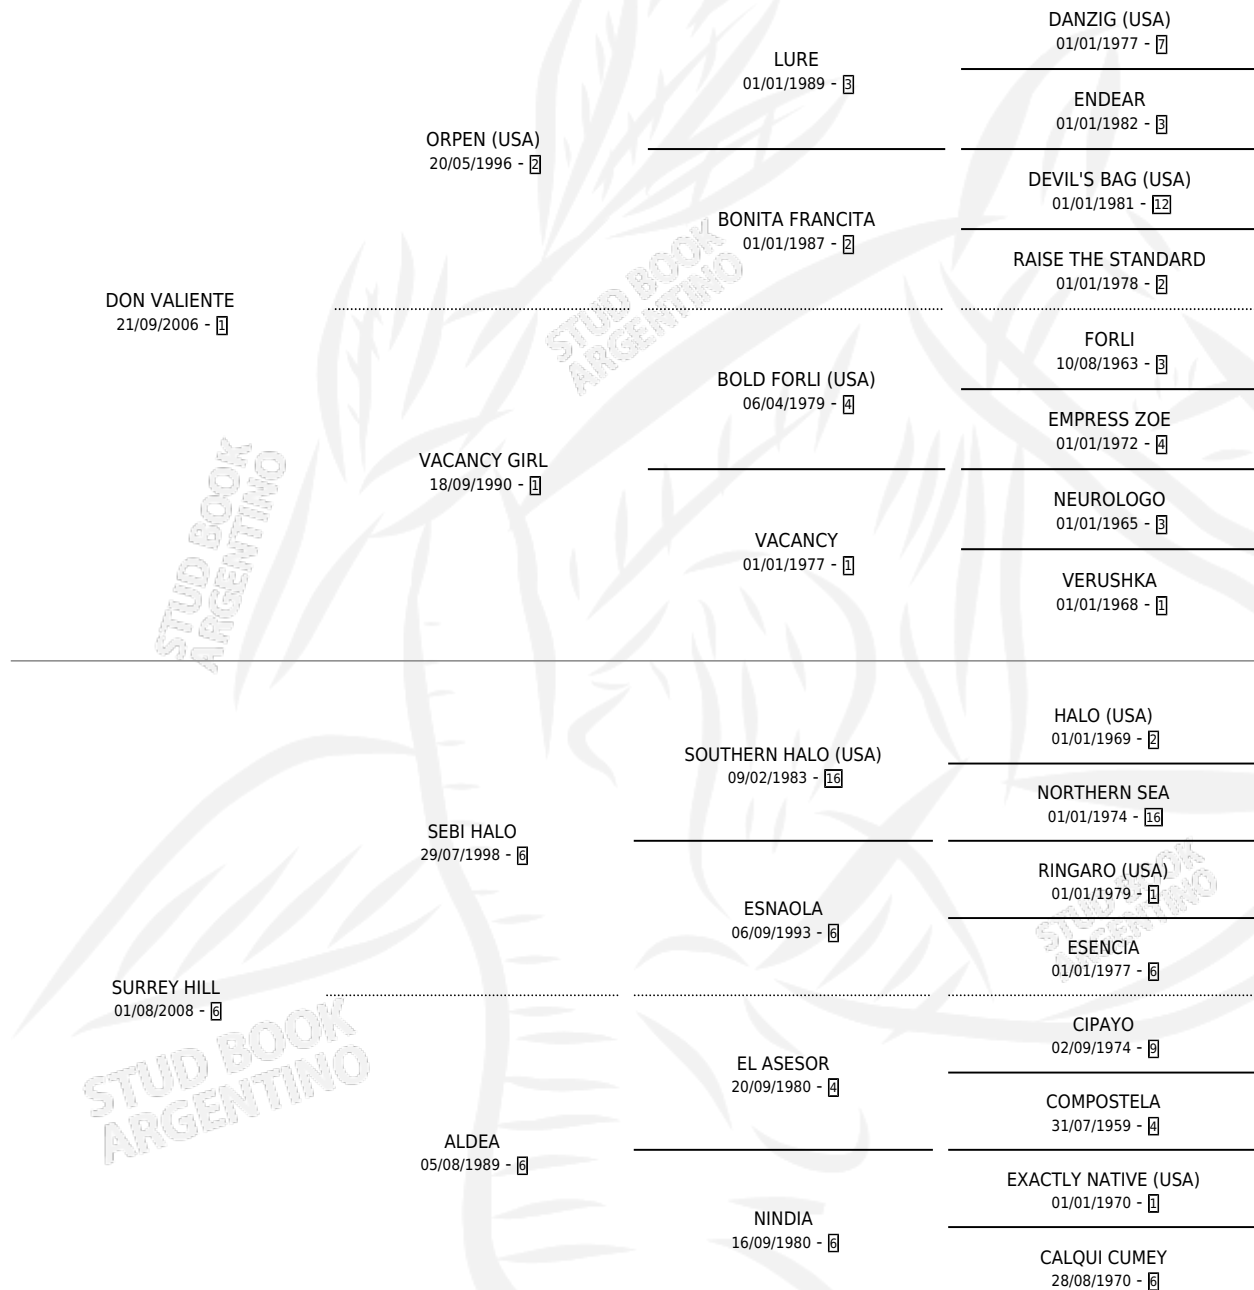 DANZIG (USA)
01/01/1977 - 7
LURE
01/01/1989 - 3
ENDEAR
01/01/1982 - 3
ORPEN (USA)
20/05/1996 - 2
DEVIL'S BAG (USA)
01/01/1981 - 12
BONITA FRANCITA
01/01/1987 - 2
RAISE THE STANDARD
01/01/1978 - 2
DON VALIENTE
21/09/2006 - 1
FORLI
10/08/1963 - 3
BOLD FORLI (USA)
06/04/1979 - 4
EMPRESS ZOE
01/01/1972 - 4
VACANCY GIRL
18/09/1990 - 1
NEUROLOGO
01/01/1965 - 3
VACANCY
01/01/1977 - 1
VERUSHKA
01/01/1968 - 1
STUD BOOK
ARGENTINO
STUD BOOK
ARGENTINO
HALO (USA)
01/01/1969 - 2
SOUTHERN HALO (USA)
09/02/1983 - 16
NORTHERN SEA
01/01/1974 - 16
SEBI HALO
29/07/1998 - 6
RINGARO (USA)
01/01/1979 - 1
ESNAOLA
06/09/1993 - 6
ESENCIA
01/01/1977 - 6
SURREY HILL
01/08/2008 - 6
CIPAYO
02/09/1974 - 9
EL ASESOR
20/09/1980 - 4
COMPOSTELA
31/07/1959 - 4
ALDEA
05/08/1989 - 6
EXACTLY NATIVE (USA)
01/01/1970 - 1
NINDIA
16/09/1980 - 6
CALQUI CUMEY
28/08/1970 - 6
STUD BOOK
ARGENTINO
STUD BOOK
ARGENTINO